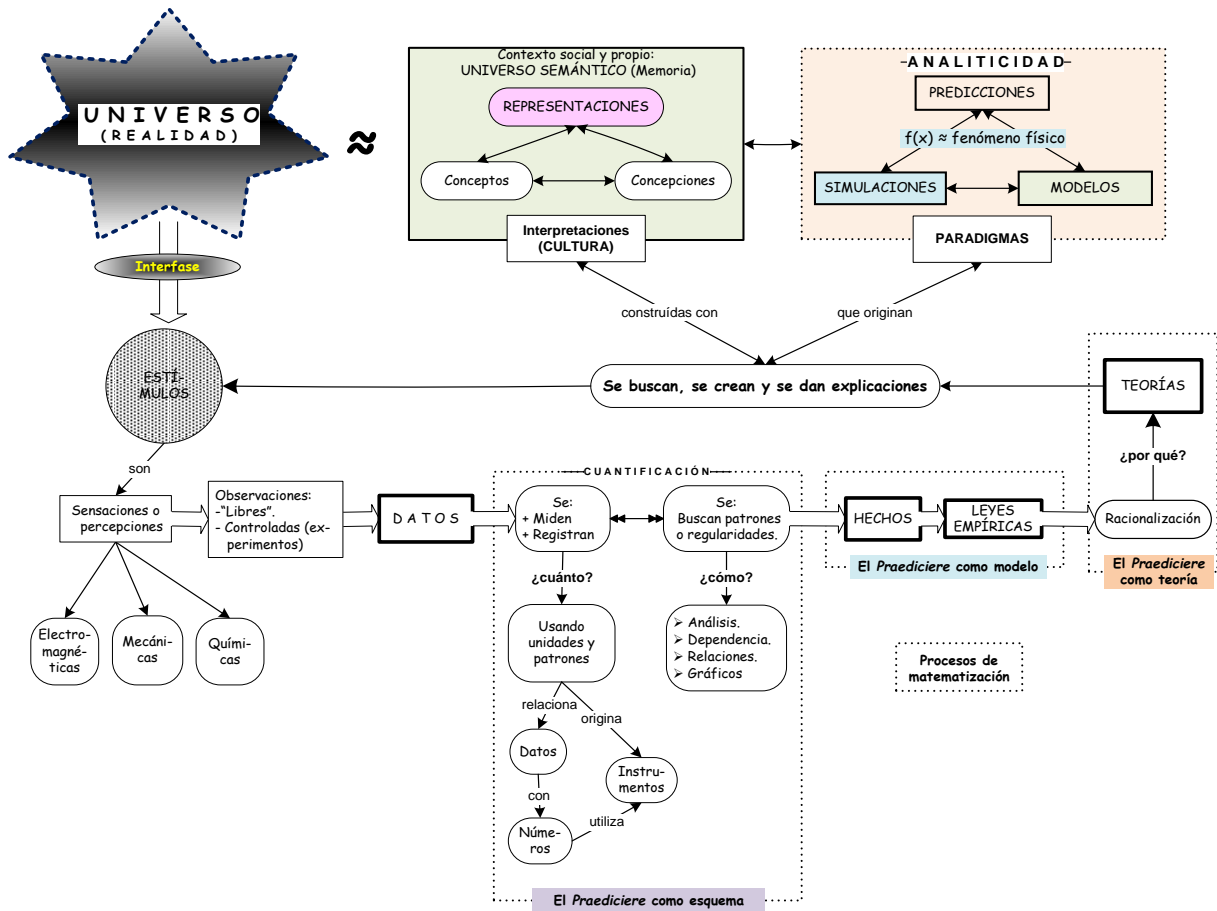 UNIVERSO
(REALIDAD)
≈
Interfase
Contexto social y propio:
UNIVERSO SEMÁNTICO (Memoria)
REPRESENTACIONES
Conceptos
Concepciones
Interpretaciones
(CULTURA)
ANALITICIDAD
PREDICCIONES
f(x) ≈ fenómeno físico
SIMULACIONES
MODELOS
PARADIGMAS
construídas con
que originan
ESTÍ-
MULOS
Se buscan, se crean y se dan explicaciones
TEORÍAS
¿por qué?
son
Sensaciones o
percepciones
Observaciones:
-“Libres”.
- Controladas (ex-
perimentos)
DATOS
CUANTIFICACIÓN
Se:
+ Miden
+ Registran
Se:
Buscan patrones
o regularidades.
HECHOS
LEYES
EMPÍRICAS
Racionalización
El Praediciere como modelo
El Praediciere
como teoría
¿cuánto?
¿cómo?
Electro-
magné-
ticas
Mecáni-
cas
Quími-
cas
Usando
unidades y
patrones
➢ Análisis.
➢ Dependencia.
➢ Relaciones.
➢ Gráficos
Procesos de
matematización
relaciona
origina
Datos
Instru-
mentos
con
utiliza
Núme-
ros
El Praediciere como esquema